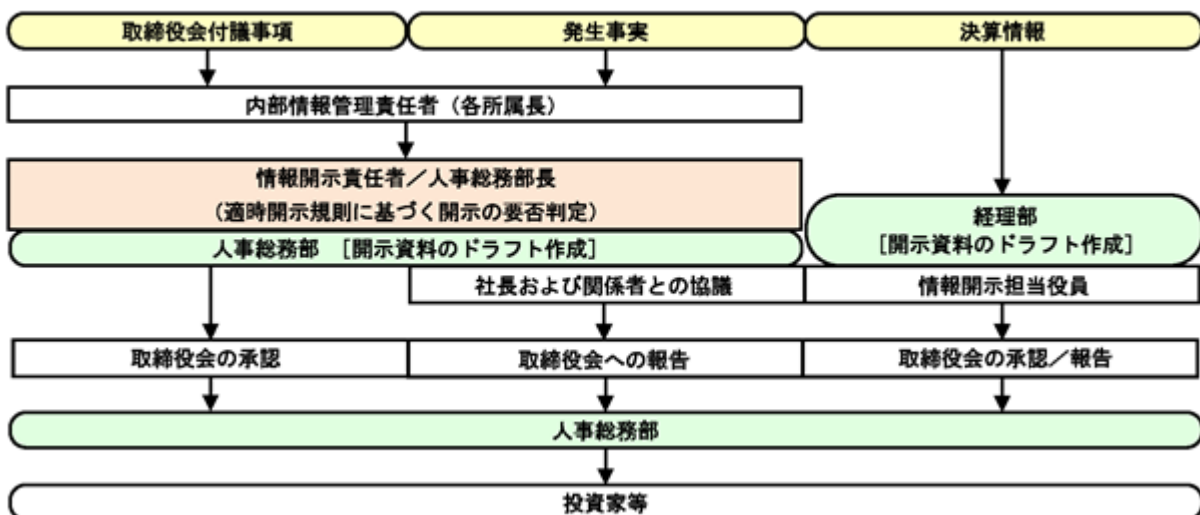 取締役会付議事項
発生事実
決算情報
内部情報管理責任者（各所属長）
情報開示責任者／人事総務部長
（適時開示規則に基づく開示の要否判定）
人事総務部　［開示資料のドラフト作成］
経理部
［開示資料のドラフト作成］
社長および関係者との協議
情報開示担当役員
取締役会の承認
取締役会への報告
取締役会の承認／報告
人事総務部
投資家等